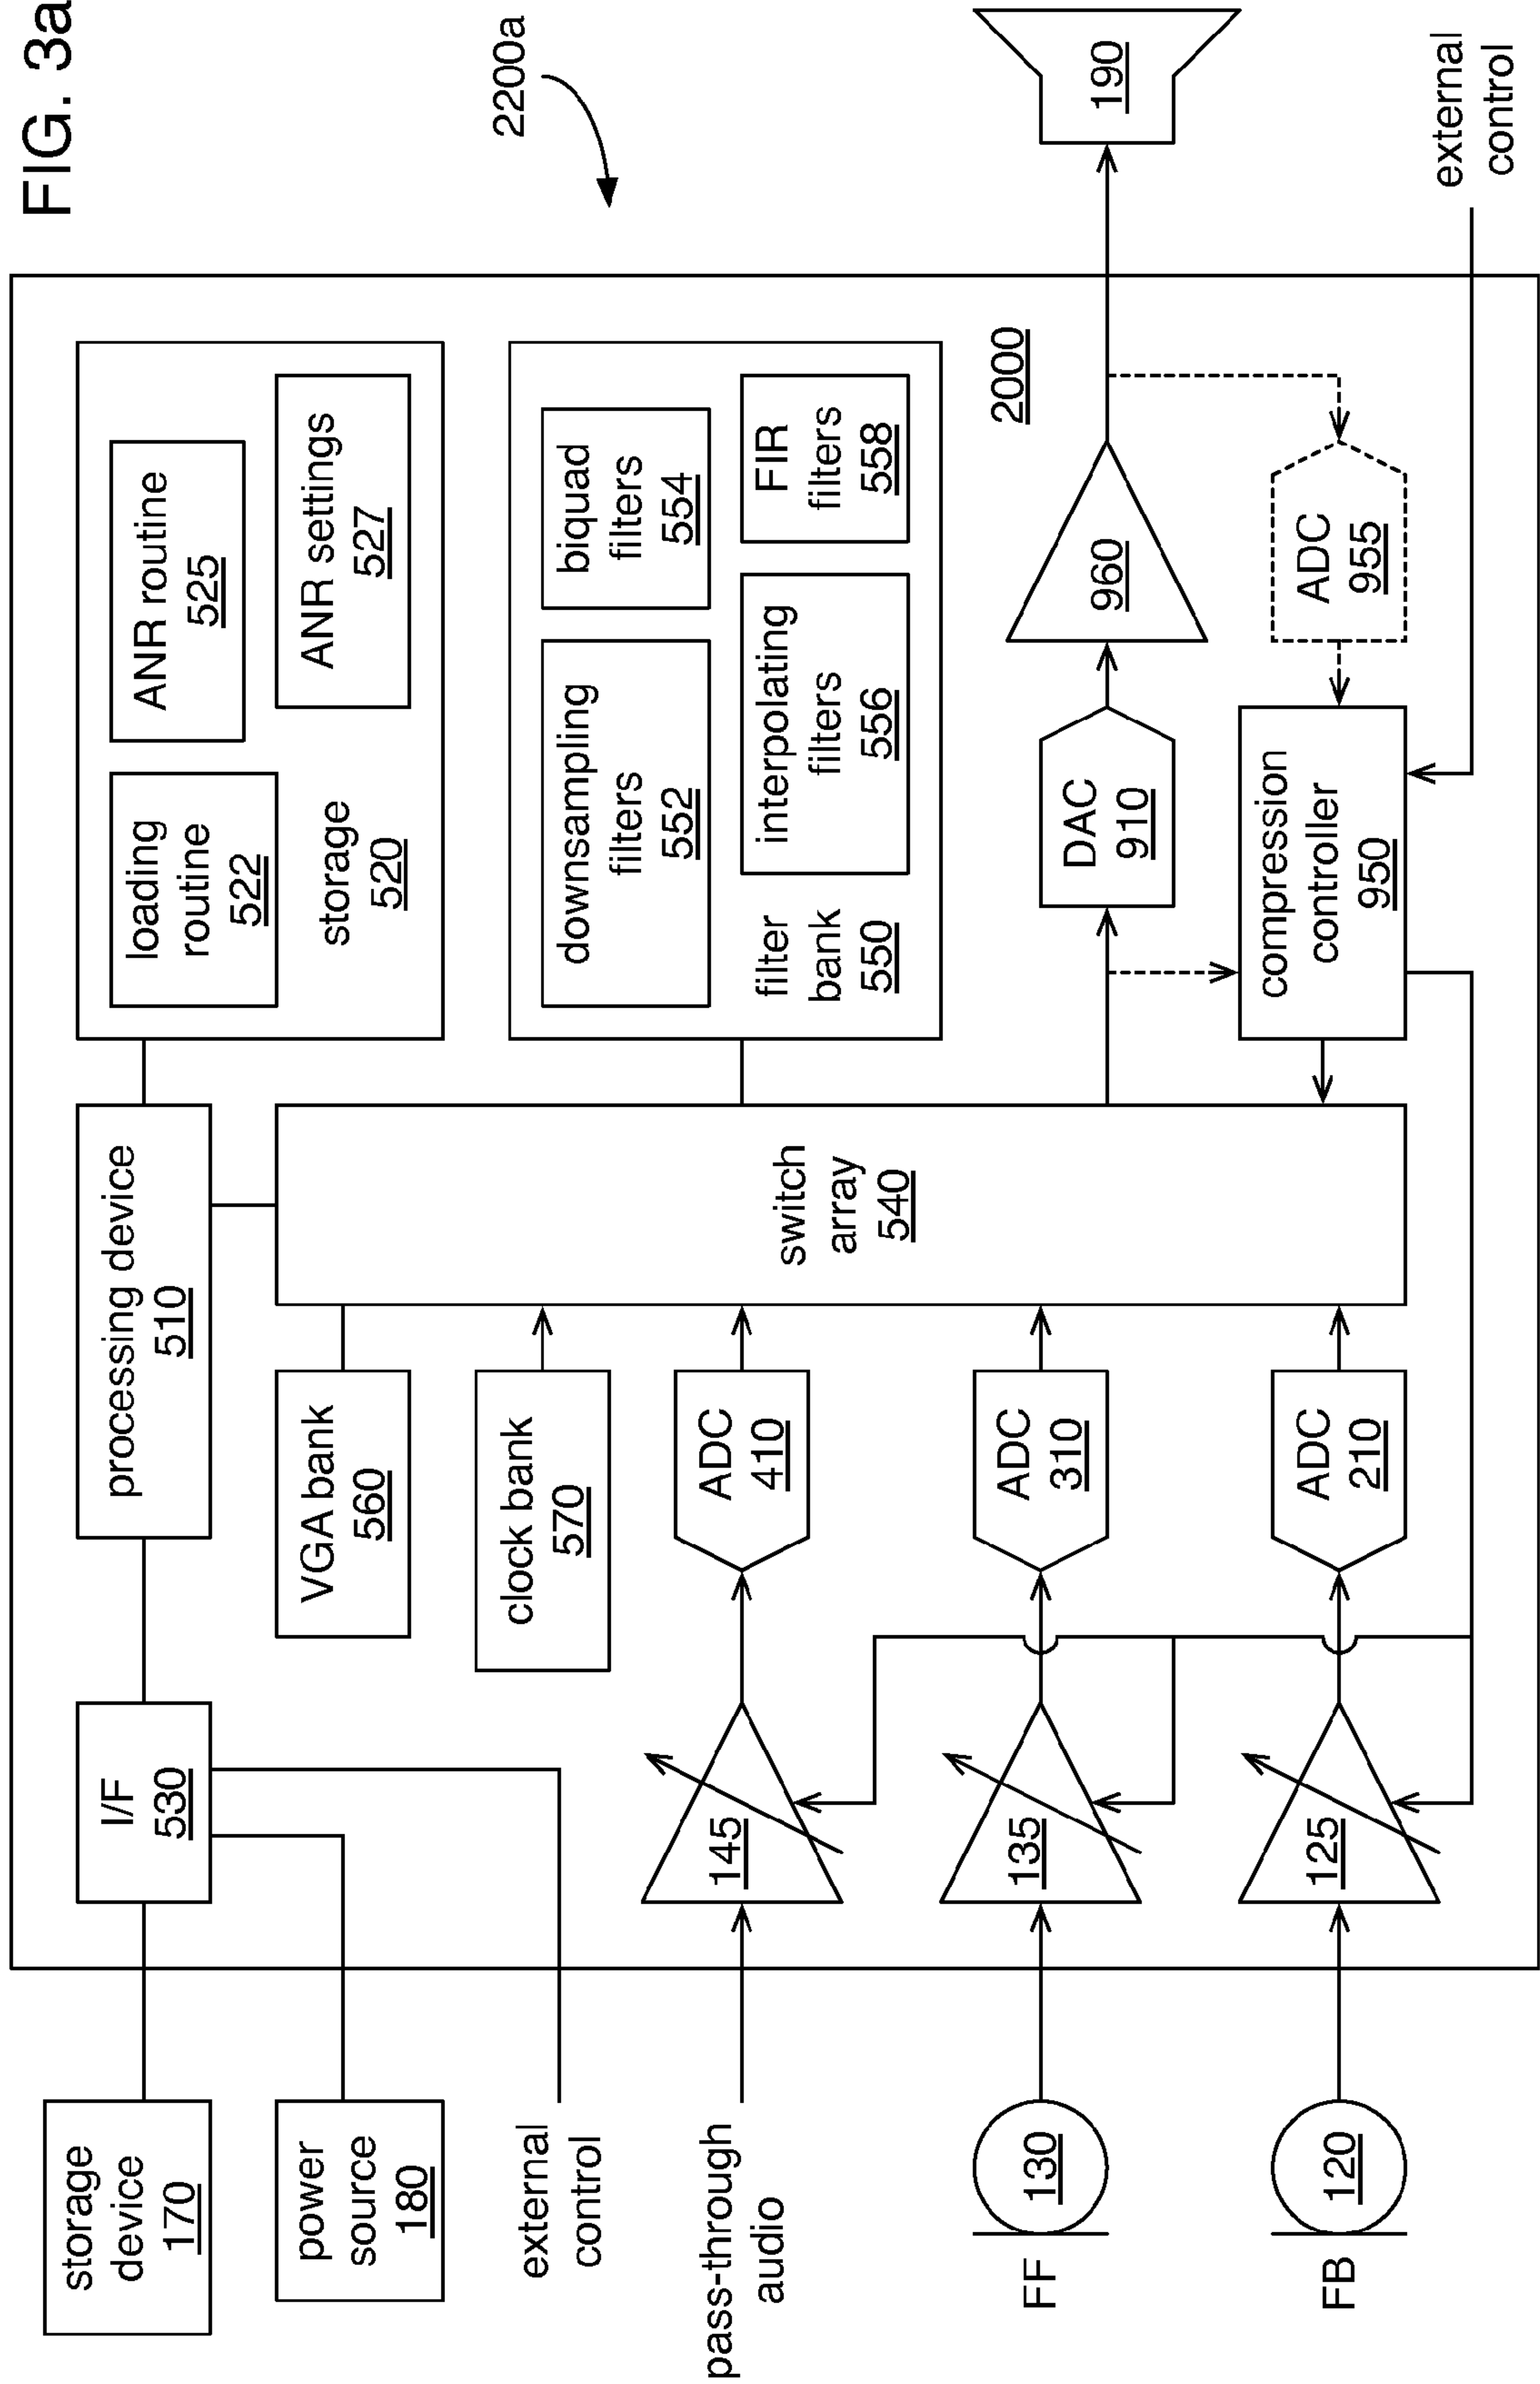 FIG. 3a
2200a
storage
device
170
power
source
180
external
control
pass-through
audio
FF
130
FB
120
I/F
530
processing device
510
loading
routine
522
ANR routine
525
ANR settings
527
storage
520
VGA bank
560
clock bank
570
145
135
125
ADC
410
ADC
310
ADC
210
switch
array
540
downsampling
filters
552
biquad
filters
554
interpolating
filters
556
FIR
filters
558
filter
bank
550
2000
DAC
910
960
190
compression
controller
950
ADC
955
external
control